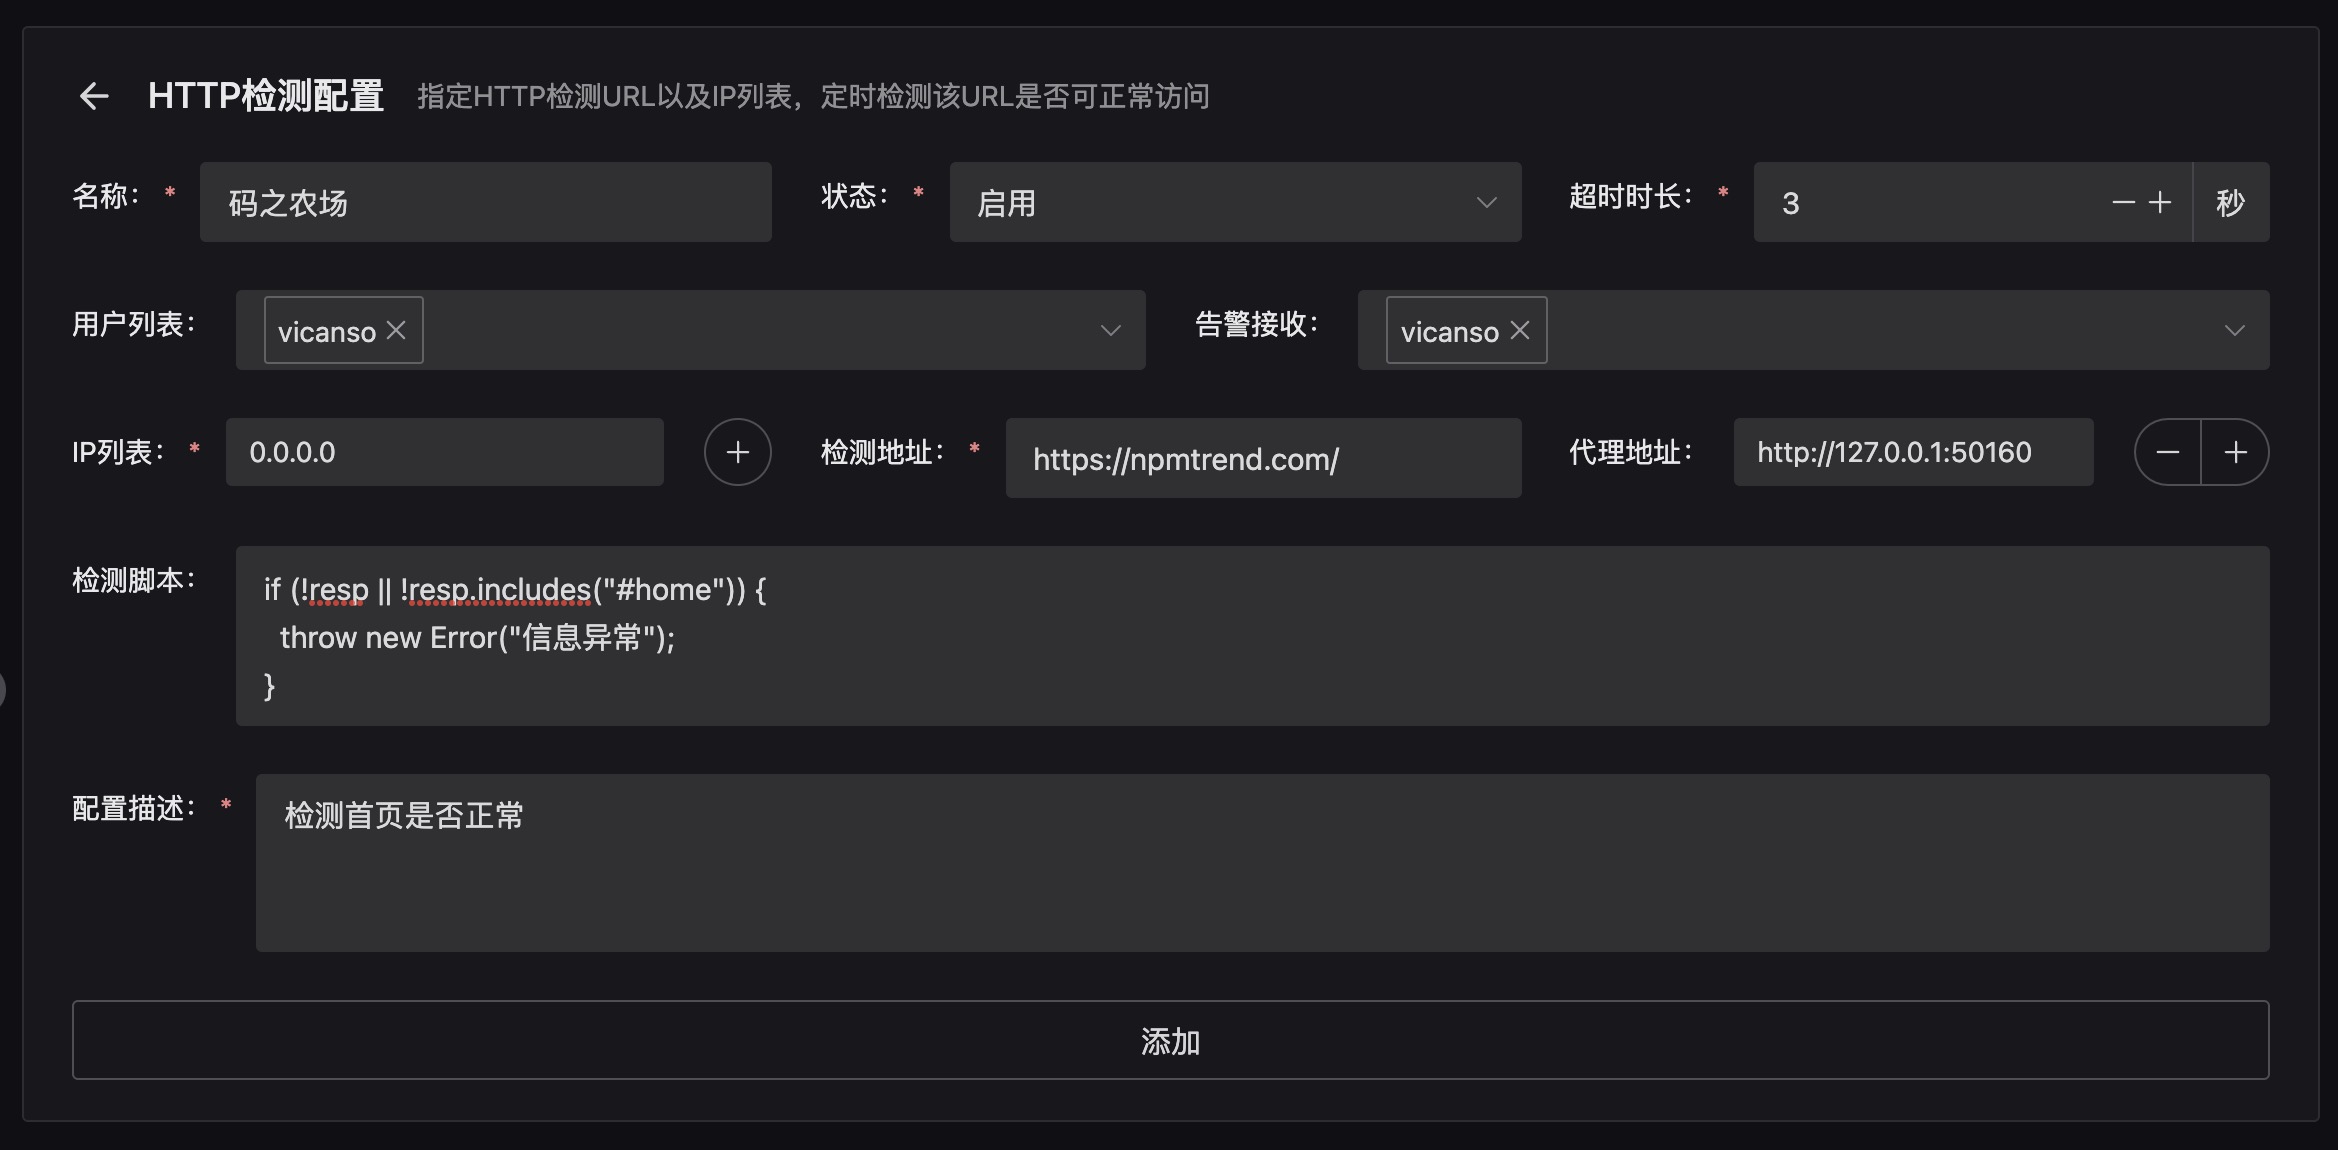 HTTP检测配置 指定HTTP检测URL以及IP列表，定时检测该URL是否可正常访问
名称： * 码之农场 状态： * 启用 超时时长： * 3 秒
用户列表： vicanso 告警接收： vicanso
IP列表： * 0.0.0.0 检测地址： * https://npmtrend.com/ 代理地址： http://127.0.0.1:50160
检测脚本： if (!resp || !resp.includes("#home")) {
throw new Error("信息异常");
}
配置描述： * 检测首页是否正常
添加